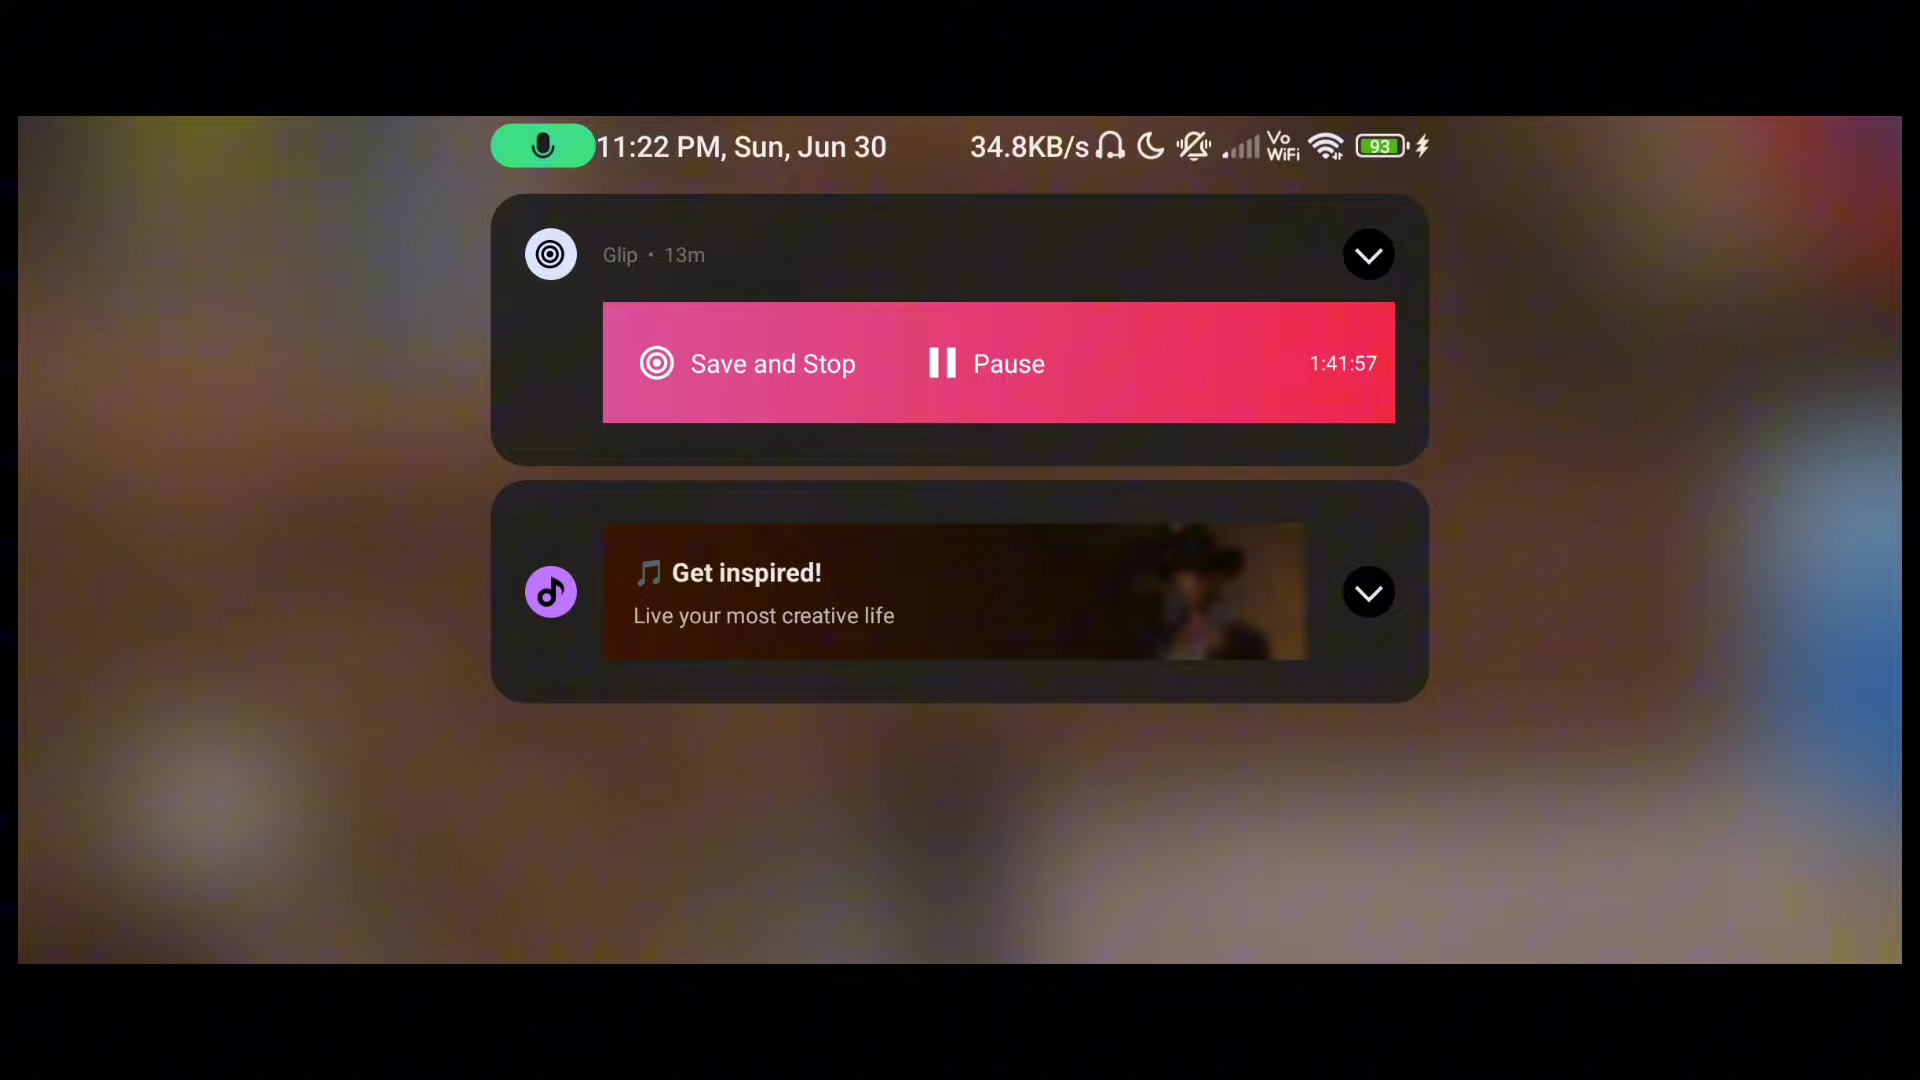 11:22 PM, Sun, Jun 30 34.8KB/s Vo WiFi 93
Glip • 13m
Save and Stop Pause 1:41:57
🎵 Get inspired!
Live your most creative life